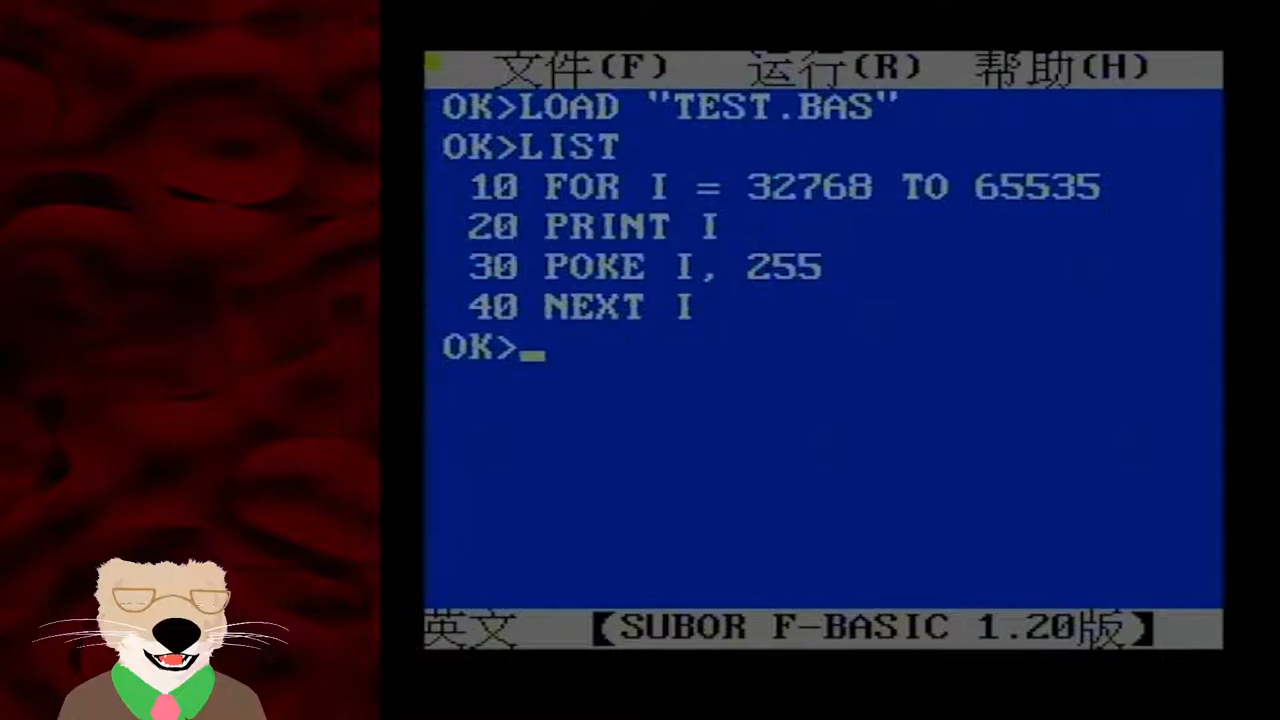 文件(F) 运行(R) 帮助(H)
OK>LOAD "TEST.BAS"
OK>LIST
10 FOR I = 32768 TO 65535
20 PRINT I
30 POKE I, 255
40 NEXT I
OK>_
英文 【SUBOR F-BASIC 1.20版】